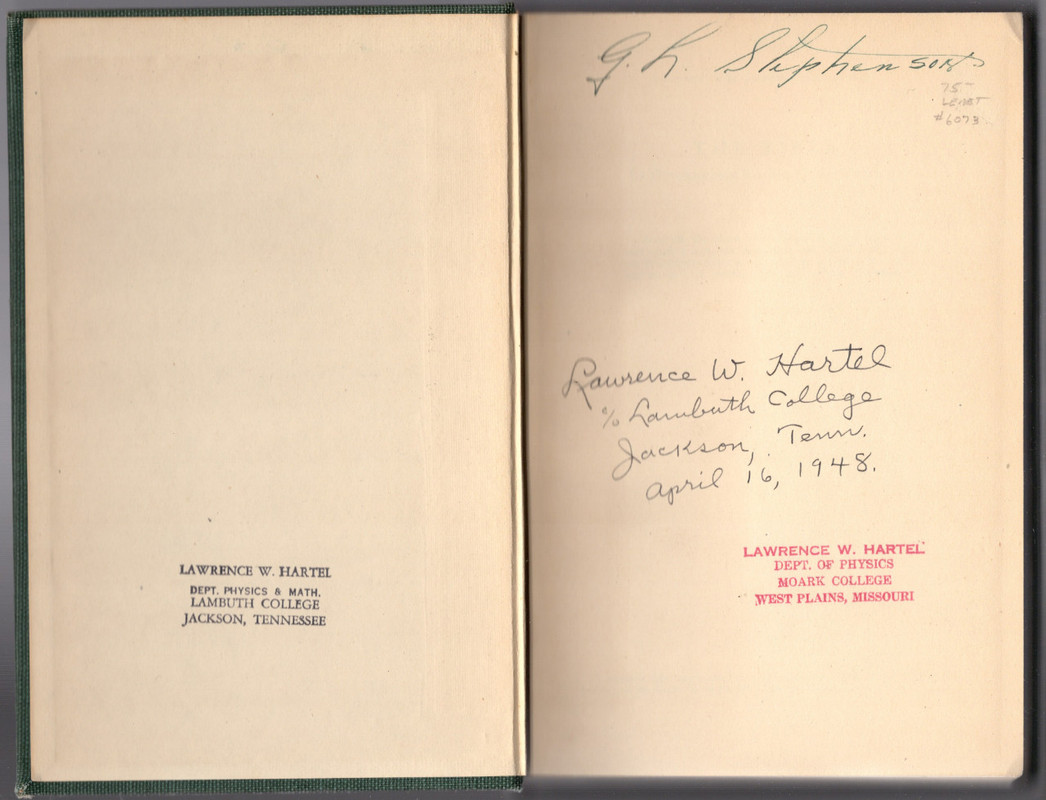 LAWRENCE W. HARTEL
DEPT. PHYSICS & MATH.
LAMBUTH COLLEGE
JACKSON, TENNESSEE
G. L. Stephenson
#6073
Lawrence W. Hartel
% Lambuth College
Jackson, Tenn.
April 16, 1948.
LAWRENCE W. HARTEL
DEPT. OF PHYSICS
MOARK COLLEGE
WEST PLAINS, MISSOURI